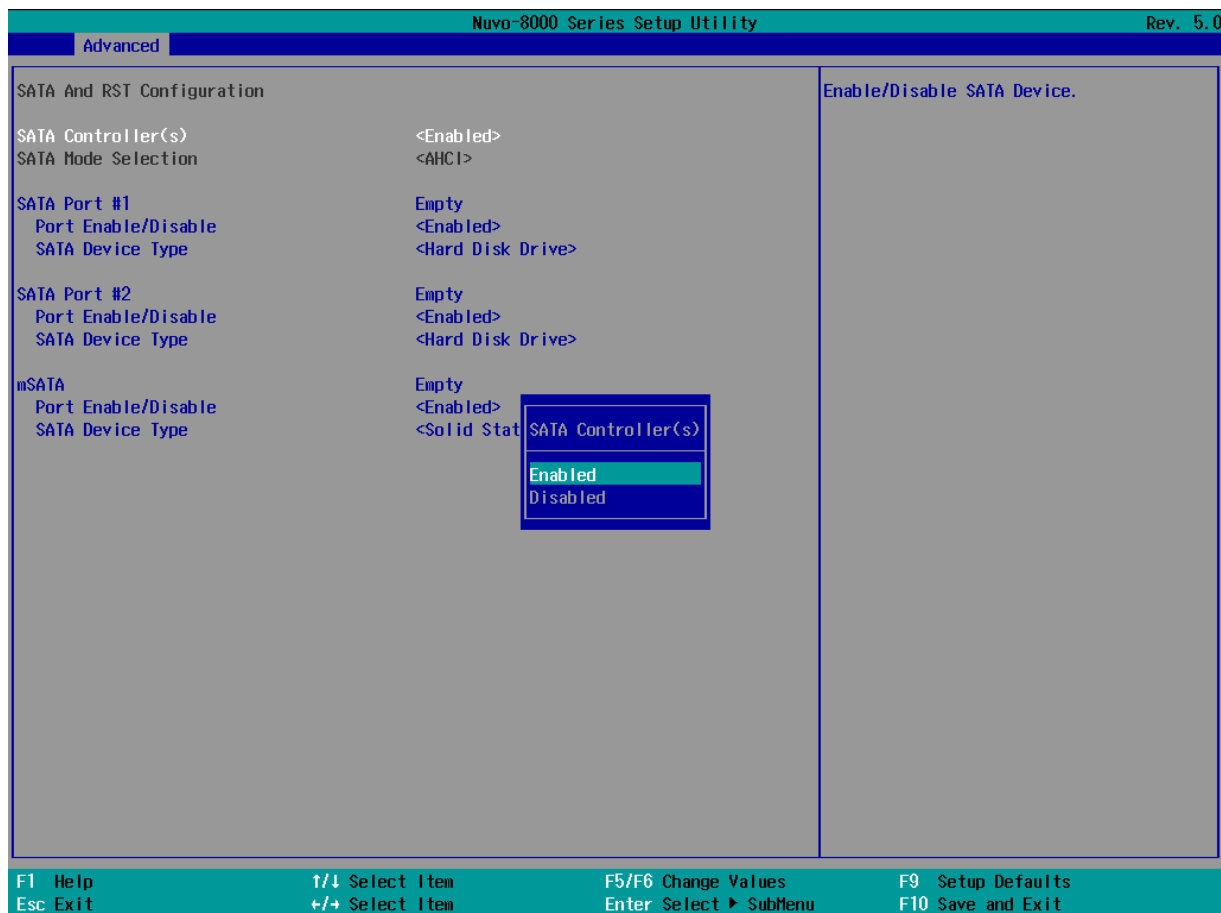 Nuvo-8000 Series Setup Utility Rev. 5.0
Advanced
SATA And RST Configuration
Enable/Disable SATA Device.
SATA Controller(s) <Enabled>
SATA Mode Selection <AHCI>
SATA Port #1 Empty
Port Enable/Disable <Enabled>
SATA Device Type <Hard Disk Drive>
SATA Port #2 Empty
Port Enable/Disable <Enabled>
SATA Device Type <Hard Disk Drive>
mSATA Empty
Port Enable/Disable <Enabled>
SATA Device Type <Solid Stat
SATA Controller(s)
Enabled
Disabled
F1 Help ↑/↓ Select Item F5/F6 Change Values F9 Setup Defaults
Esc Exit ←/→ Select Item Enter Select ▶ SubMenu F10 Save and Exit